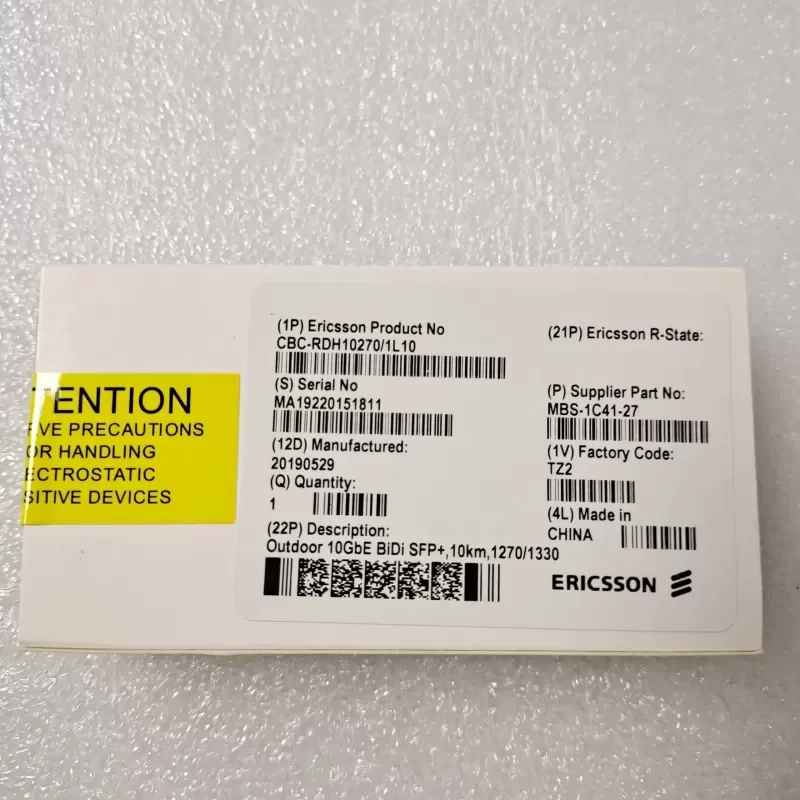 TENTION
VE PRECAUTIONS
OR HANDLING
ECTROSTATIC
SITIVE DEVICES
(1P) Ericsson Product No
CBC-RDH10270/1L10
(S) Serial No
MA19220151811
(12D) Manufactured:
20190529
(Q) Quantity:
1
(22P) Description:
Outdoor 10GbE BiDi SFP+,10km,1270/1330
(21P) Ericsson R-State:
(P) Supplier Part No:
MBS-1C41-27
(1V) Factory Code:
TZ2
(4L) Made in
CHINA
ERICSSON